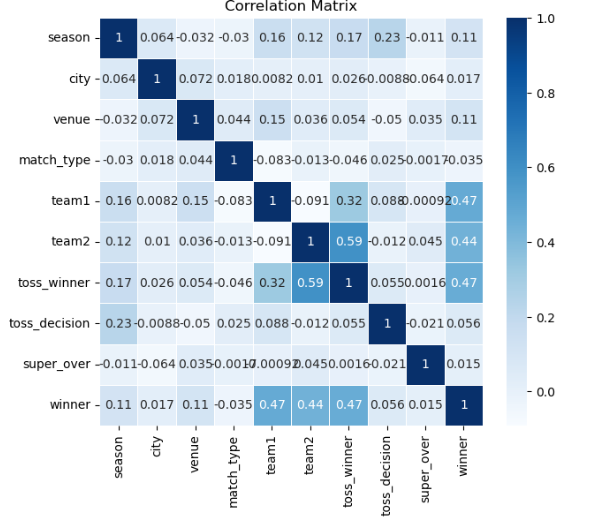 Correlation Matrix
season 1 0.064 -0.032 -0.03 0.16 0.12 0.17 0.23 -0.011 0.11
city 0.064 1 0.072 0.018 0.0082 0.01 0.026 -0.0088 -0.064 0.017
venue -0.032 0.072 1 0.044 0.15 0.036 0.054 -0.05 0.035 0.11
match_type -0.03 0.018 0.044 1 -0.083 -0.013 -0.046 0.025 -0.0017 -0.035
team1 0.16 0.0082 0.15 -0.083 1 -0.091 0.32 0.088 -0.00092 0.47
team2 0.12 0.01 0.036 -0.013 -0.091 1 0.59 -0.012 0.045 0.44
toss_winner 0.17 0.026 0.054 -0.046 0.32 0.59 1 0.055 0.0016 0.47
toss_decision 0.23 -0.0088 -0.05 0.025 0.088 -0.012 0.055 1 -0.021 0.056
super_over -0.011 -0.064 0.035 -0.0017 -0.00092 0.045 0.0016 -0.021 1 0.015
winner 0.11 0.017 0.11 -0.035 0.47 0.44 0.47 0.056 0.015 1
season city venue match_type team1 team2 toss_winner toss_decision super_over winner
1.0
0.8
0.6
0.4
0.2
0.0